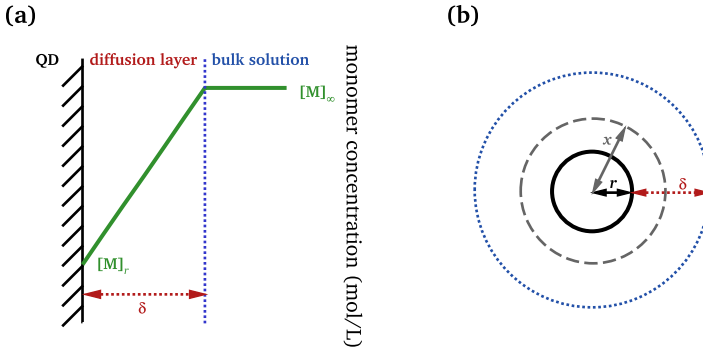 (a)
QD diffusion layer bulk solution
[M]∞
[M]r
δ
monomer concentration (mol/L)
(b)
x
r
δ